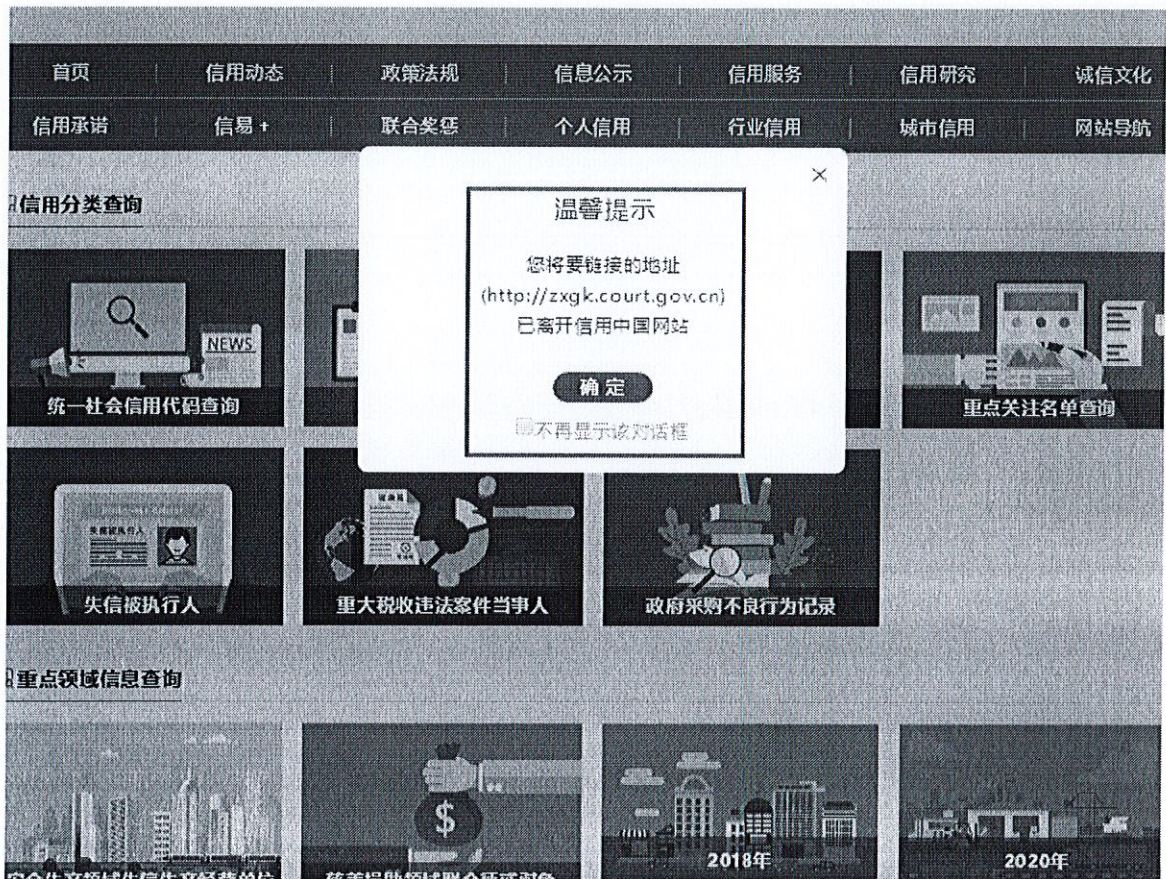 首页 信用动态 政策法规 信息公示 信用服务 信用研究 诚信文化
信用承诺 信易+ 联合奖惩 个人信用 行业信用 城市信用 网站导航
信用分类查询
温馨提示
您将要链接的地址
(http://zxgk.court.gov.cn)
已离开信用中国网站
确定
不再显示该对话框
NEWS
统一社会信用代码查询
重点关注名单查询
失信被执行人
失信被执行人
重大税收违法案件当事人
政府采购不良行为记录
重点领域信息查询
$
2018年
2020年